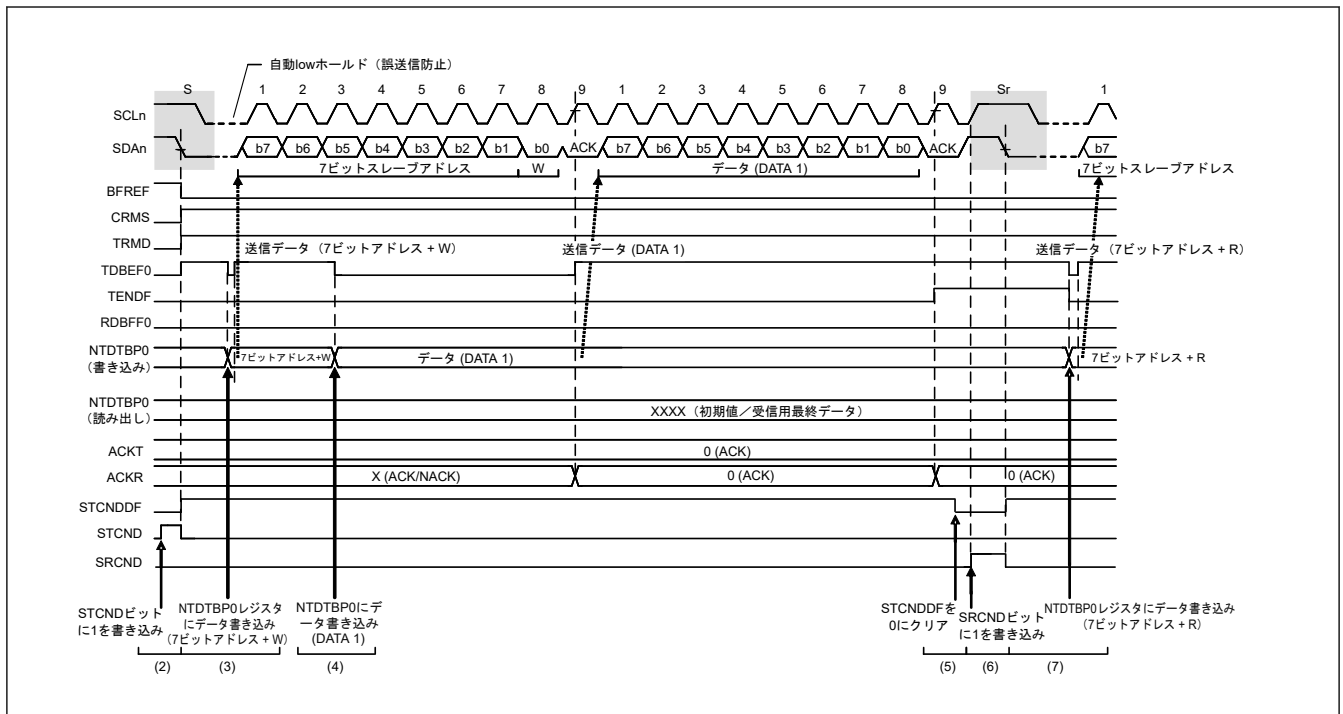 自動lowホールド（誤送信防止）
S 1 2 3 4 5 6 7 8 9 1 2 3 4 5 6 7 8 9 Sr 1
SCLn
SDAn b7 b6 b5 b4 b3 b2 b1 b0 ACK b7 b6 b5 b4 b3 b2 b1 b0 ACK b7
7ビットスレーブアドレス W データ (DATA 1) 7ビットスレーブアドレス
BFREF
CRMS
TRMD
送信データ（7ビットアドレス + W） 送信データ (DATA 1) 送信データ（7ビットアドレス + R）
TDBEF0
TENDF
RDBFF0
NTDTBP0
（書き込み）
7ビットアドレス+W データ (DATA 1) 7ビットアドレス + R
NTDTBP0
（読み出し）
XXXX（初期値／受信用最終データ）
ACKT 0 (ACK)
ACKR X (ACK/NACK) 0 (ACK) 0 (ACK)
STCNDDF
STCND
SRCND
STCNDビット
に1を書き込み
NTDTBP0レジスタ
にデータ書き込み
（7ビットアドレス + W）
NTDTBP0にデ
ータ書き込み
(DATA 1)
STCNDDFを
0にクリア
SRCNDビット
に1を書き込み
NTDTBP0レジスタにデータ書き込み
（7ビットアドレス + R）
(2) (3) (4) (5) (6) (7)